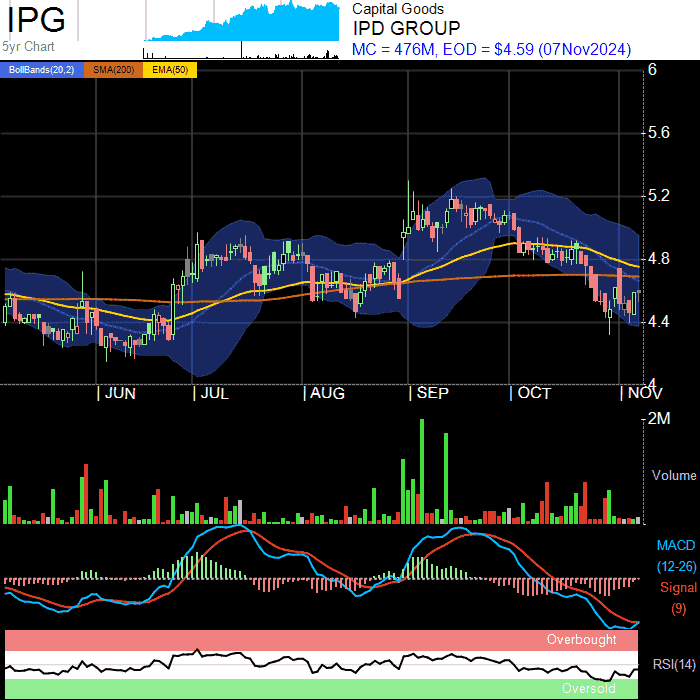 IPG
5yr Chart
Capital Goods
IPD GROUP
MC = 476M, EOD = $4.59 (07Nov2024)
BollBands(20,2) SMA(200) EMA(50)
6
5.6
5.2
4.8
4.4
4
JUN JUL AUG SEP OCT NOV
2M
Volume
MACD
(12-26)
Signal
(9)
Overbought
RSI(14)
Oversold